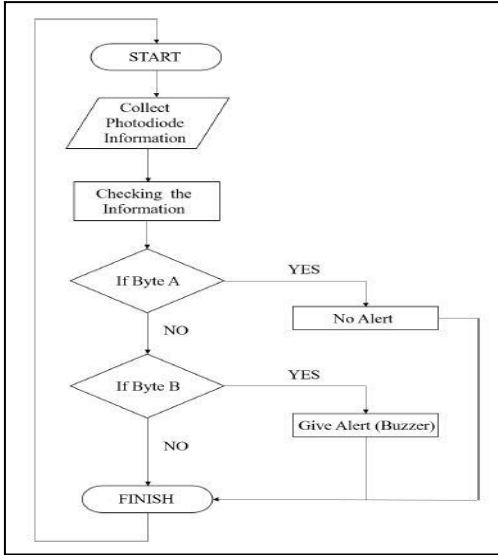 START
Collect
Photodiode
Information
Checking the
Information
If Byte A
YES
No Alert
NO
If Byte B
YES
Give Alert (Buzzer)
NO
FINISH